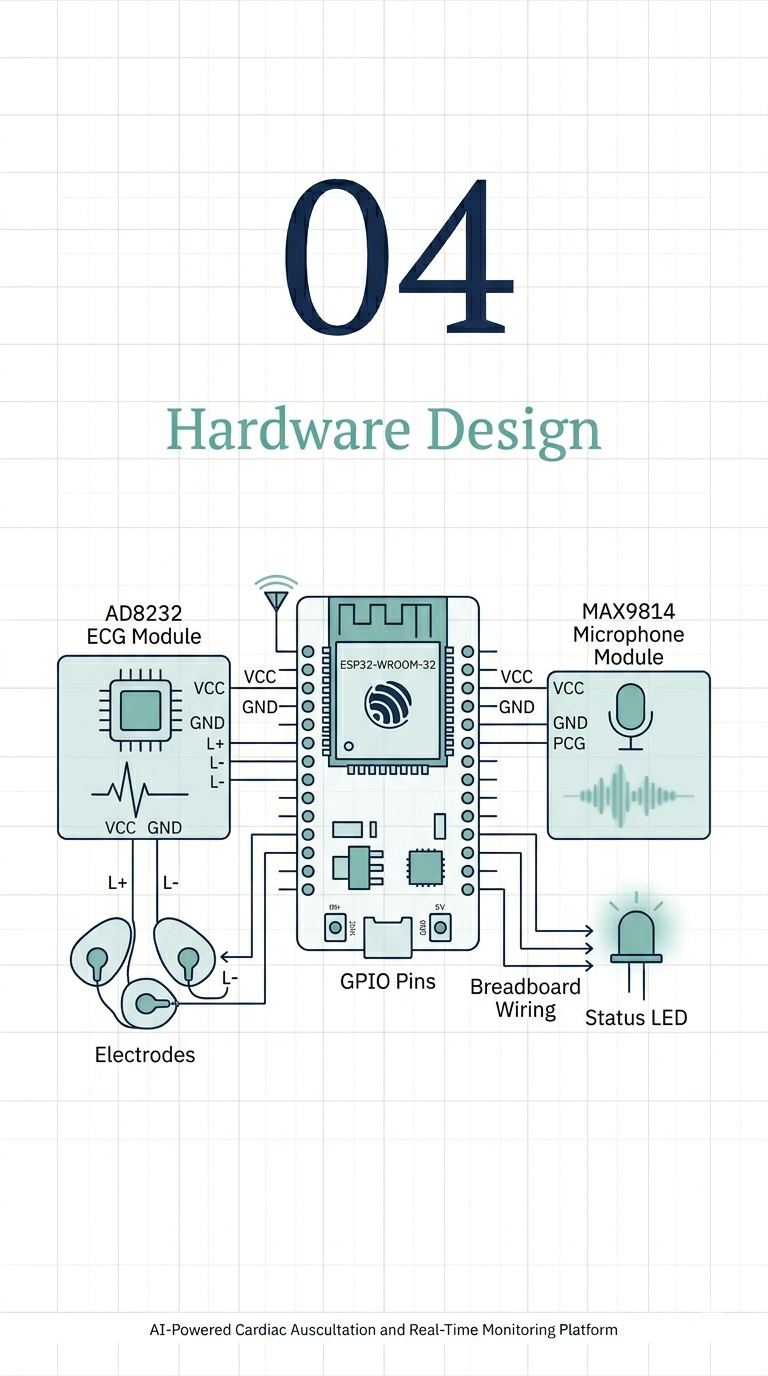 04
Hardware Design
AD8232
ECG Module
VCC
GND
L+
L-
L-
VCC GND
VCC
GND
ESP32-WROOM-32
VCC
GND
MAX9814
Microphone
Module
VCC
GND
PCG
L+
L-
L-
Electrodes
5V
GPIO Pins
Breadboard
Wiring
Status LED
AI-Powered Cardiac Auscultation and Real-Time Monitoring Platform